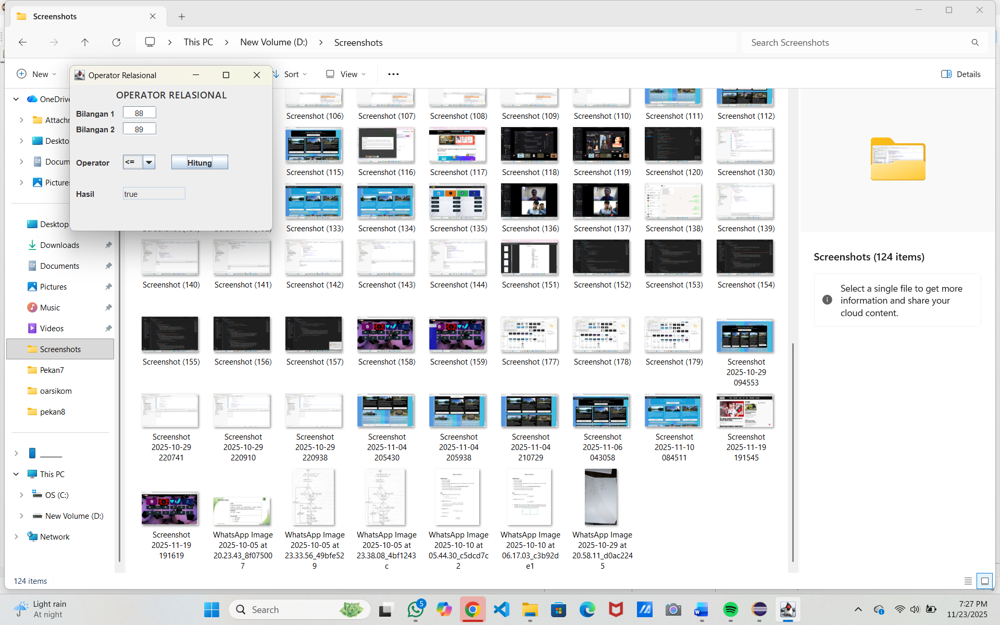 Screenshots
This PC
New Volume (D:)
Screenshots
Search Screenshots
New
Sort
View
Details
Operator Relasional
OPERATOR RELASIONAL
Bilangan 1
88
Bilangan 2
89
Operator
<=
Hitung
Hasil
true
OneDrive
Attachr
Deskto
Docum
Pictures
Desktop
Downloads
Documents
Pictures
Music
Videos
Screenshots
Pekan7
oarsikom
pekan8
______
This PC
OS (C:)
New Volume (D:)
Network
Screenshot (106)
Screenshot (107)
Screenshot (108)
Screenshot (109)
Screenshot (110)
Screenshot (111)
Screenshot (112)
Screenshot (115)
Screenshot (116)
Screenshot (117)
Screenshot (118)
Screenshot (119)
Screenshot (120)
Screenshot (130)
Screenshot (133)
Screenshot (134)
Screenshot (135)
Screenshot (136)
Screenshot (137)
Screenshot (138)
Screenshot (139)
Screenshot (140)
Screenshot (141)
Screenshot (142)
Screenshot (143)
Screenshot (144)
Screenshot (151)
Screenshot (152)
Screenshot (153)
Screenshot (154)
Screenshot (155)
Screenshot (156)
Screenshot (157)
Screenshot (158)
Screenshot (159)
Screenshot (177)
Screenshot (178)
Screenshot (179)
Screenshot
2025-10-29
094553
Screenshot
2025-10-29
220741
Screenshot
2025-10-29
220910
Screenshot
2025-10-29
220938
Screenshot
2025-11-04
205430
Screenshot
2025-11-04
205938
Screenshot
2025-11-04
210729
Screenshot
2025-11-06
043058
Screenshot
2025-11-10
084511
Screenshot
2025-11-19
191545
Screenshot
2025-11-19
191619
WhatsApp Image
2025-10-05 at
20.23.43_8f07500
7
WhatsApp Image
2025-10-05 at
23.33.56_49bfe52
9
WhatsApp Image
2025-10-05 at
23.38.08_4bf1243
c
WhatsApp Image
2025-10-10 at
05.44.30_c5dcd7c
2
WhatsApp Image
2025-10-10 at
06.17.03_c3b92d
e1
WhatsApp Image
2025-10-29 at
20.58.11_d0ac224
5
Screenshots (124 items)
Select a single file to get more
information and share your
cloud content.
124 items
Light rain
At night
Search
5
7:27 PM
11/23/2025